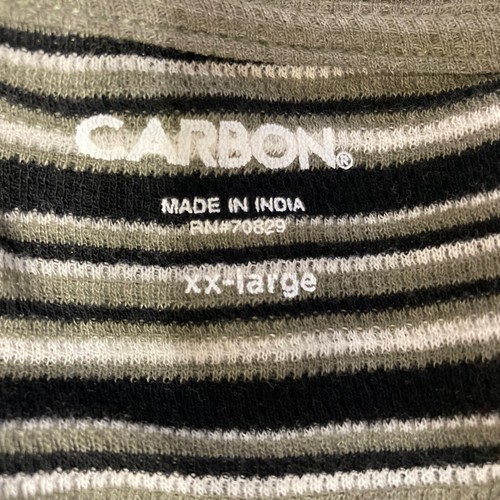 CARBON®
MADE IN INDIA
RN#70829
xx-large